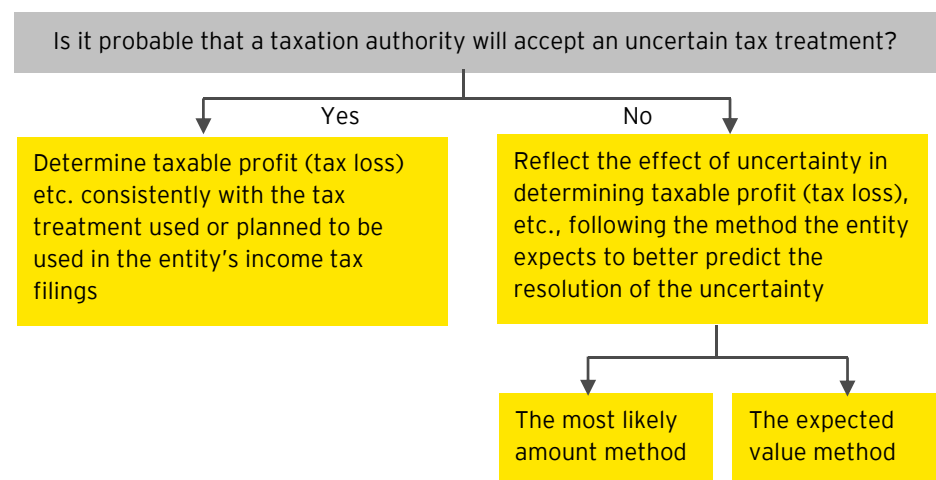 Is it probable that a taxation authority will accept an uncertain tax treatment?
Yes
No
Determine taxable profit (tax loss)
etc. consistently with the tax
treatment used or planned to be
used in the entity's income tax
filings
Reflect the effect of uncertainty in
determining taxable profit (tax loss),
etc., following the method the entity
expects to better predict the
resolution of the uncertainty
The most likely
amount method
The expected
value method